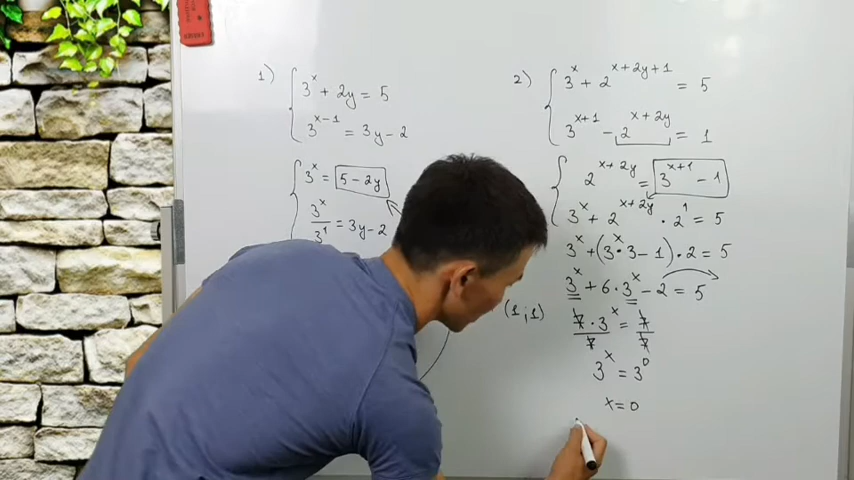 1)
3^x + 2y = 5
3^{x-1} = 3y - 2
3^x = 5 - 2y
3^x / 3^1 = 3y - 2
(1;1)
2)
3^x + 2^{x+2y+1} = 5
3^{x+1} - 2^{x+2y} = 1
2^{x+2y} = 3^{x+1} - 1
3^x + 2^{x+2y} · 2^1 = 5
3^x + (3^x · 3 - 1) · 2 = 5
3^x + 6 · 3^x - 2 = 5
7 · 3^x / 7 = 7 / 7
3^x = 3^0
x = 0